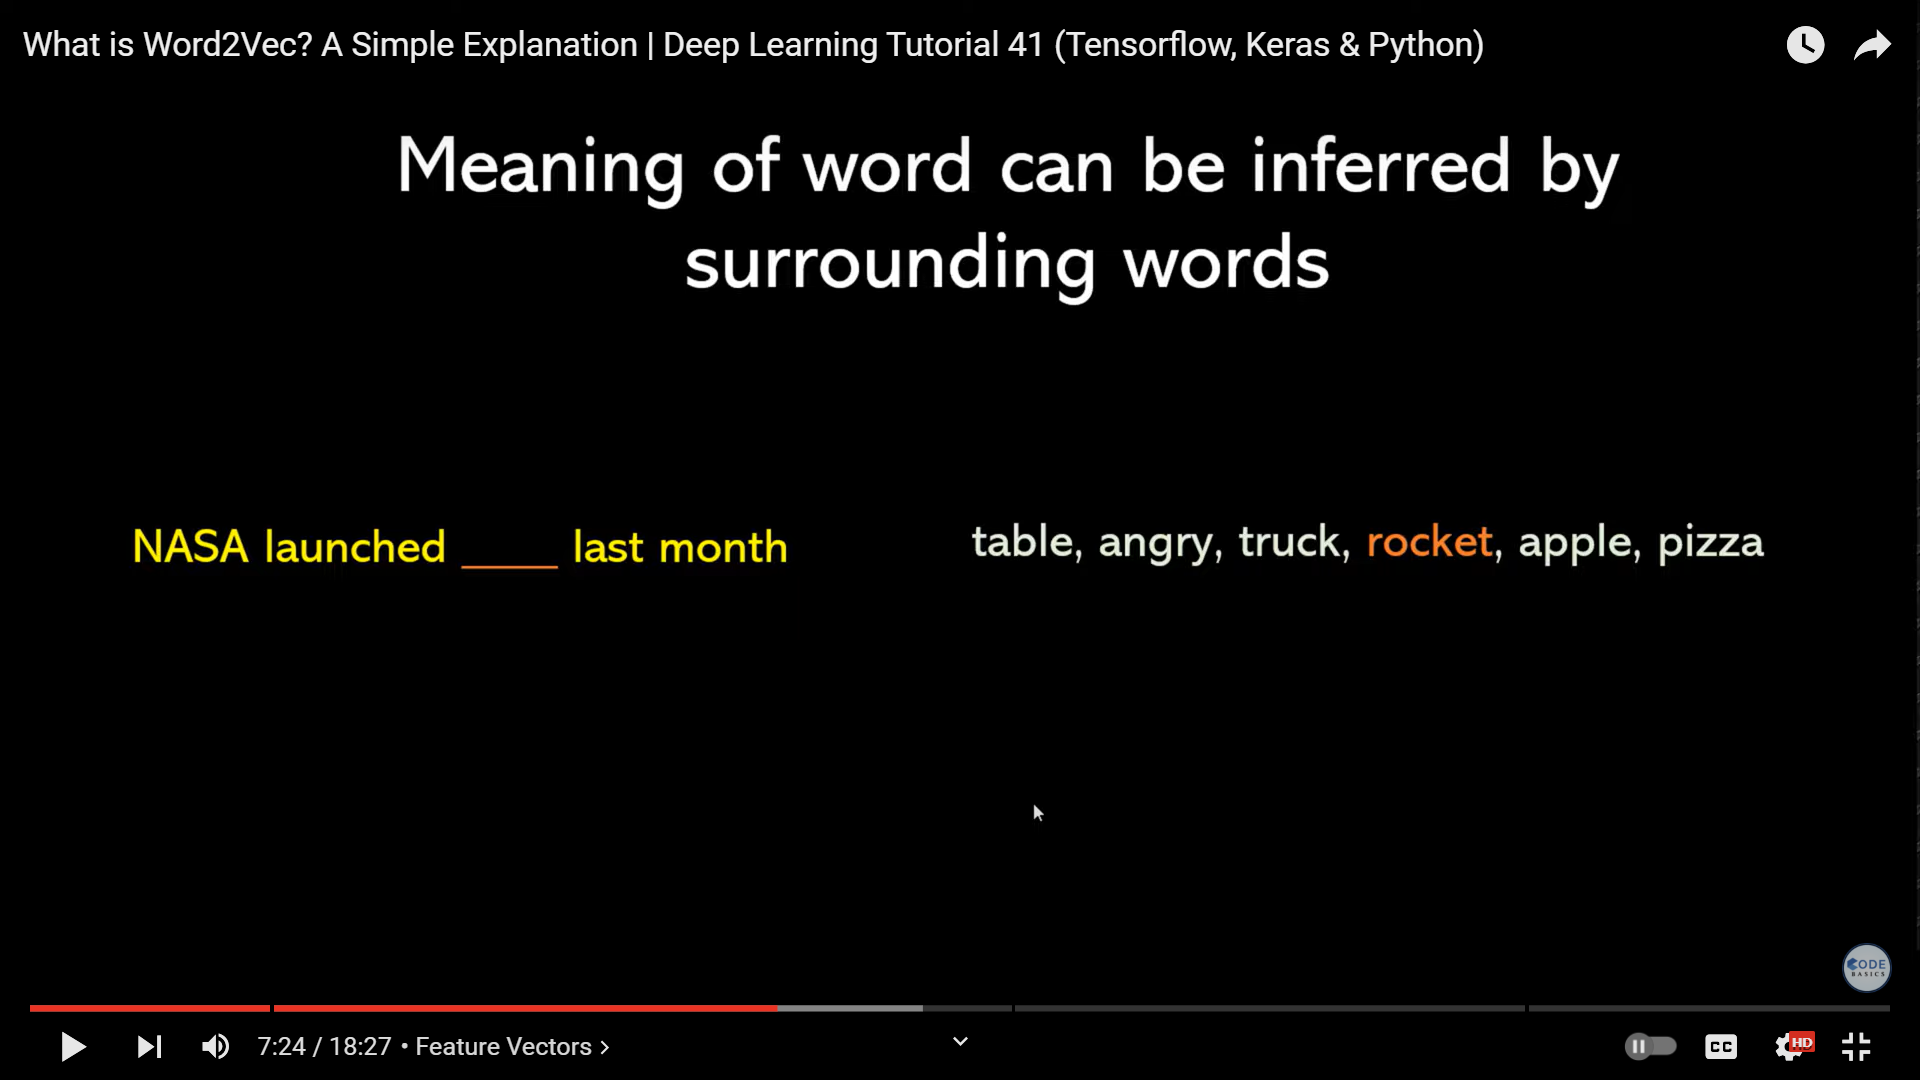 What is Word2Vec? A Simple Explanation | Deep Learning Tutorial 41 (Tensorflow, Keras & Python)
Meaning of word can be inferred by
surrounding words
NASA launched ____ last month
table, angry, truck, rocket, apple, pizza
CODE
BASICS
7:24 / 18:27 • Feature Vectors >
CC
HD